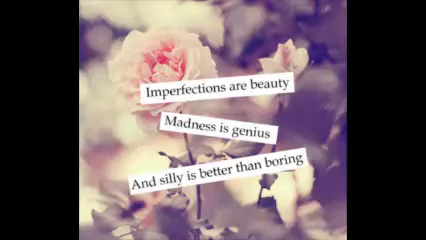 Imperfections are beauty
Madness is genius
And silly is better than boring